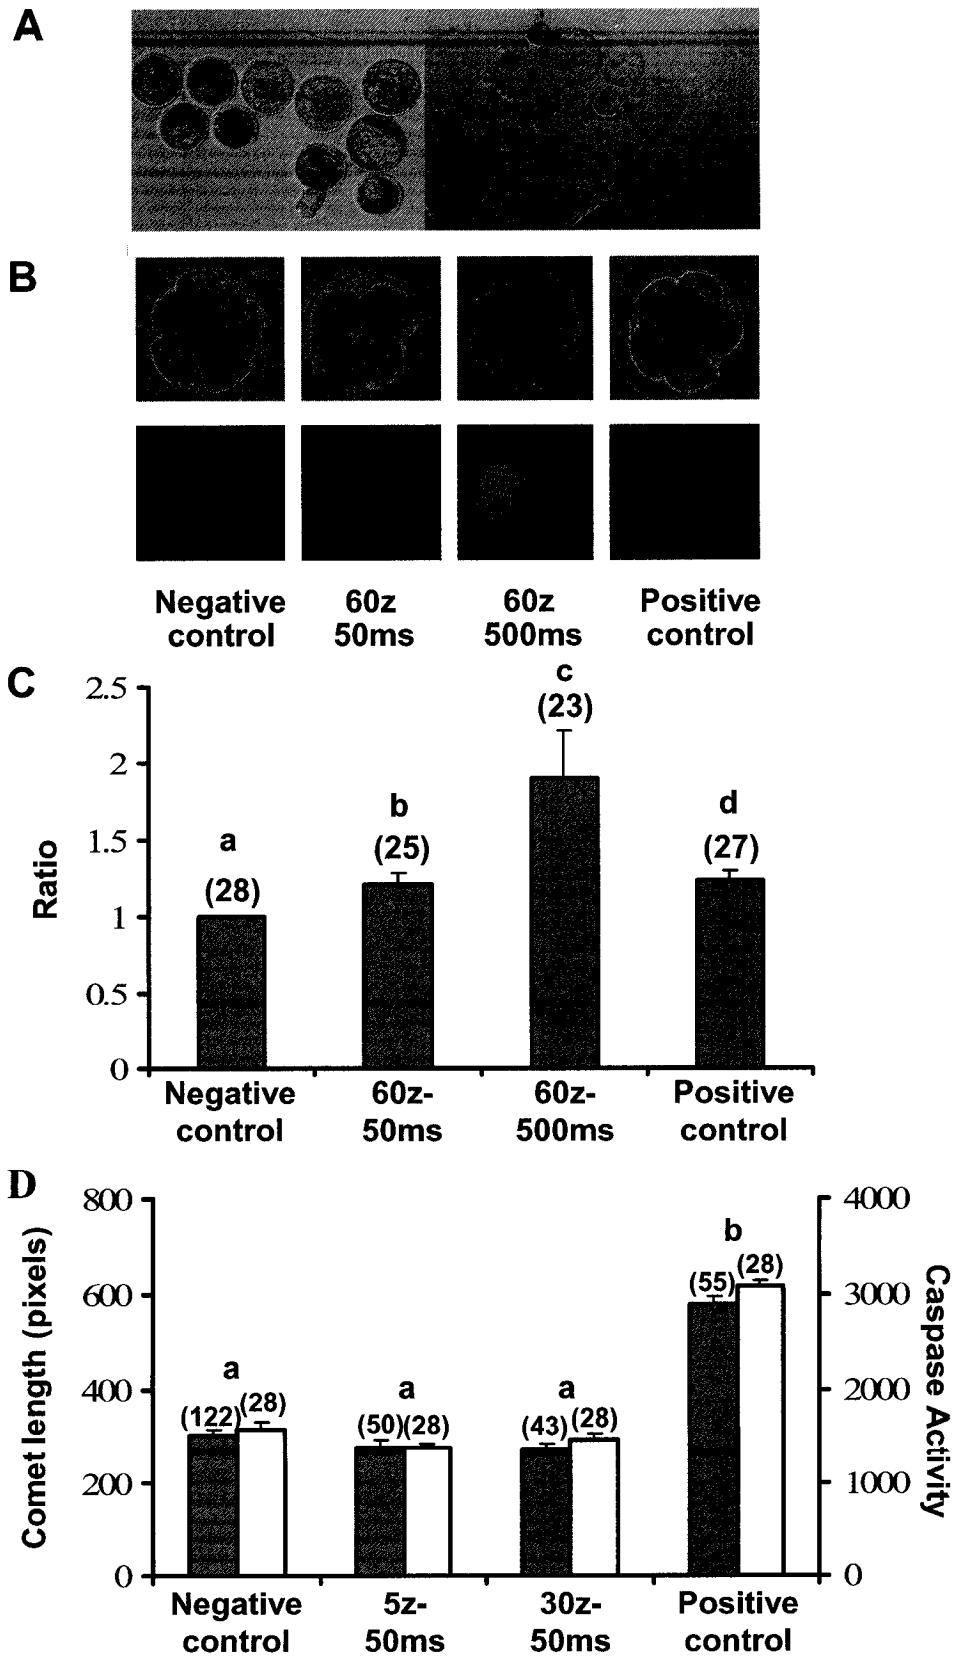 A
B
Negative control
60z 50ms
60z 500ms
Positive control
C
2.5
2
1.5
1
0.5
0
Ratio
a
(28)
b
(25)
c
(23)
d
(27)
Negative control
60z- 50ms
60z- 500ms
Positive control
D
800
600
400
200
0
Comet length (pixels)
4000
3000
2000
1000
0
Caspase Activity
a
(122)
(28)
a
(50)
(28)
a
(43)
(28)
b
(55)
(28)
Negative control
5z- 50ms
30z- 50ms
Positive control